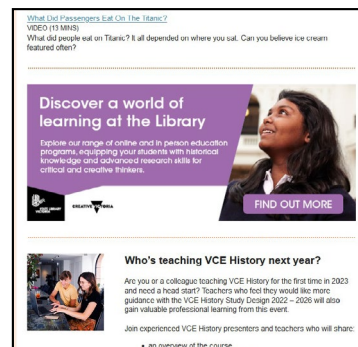 What Did Passengers Eat On The Titanic?
VIDEO (13 MINS)
What did people eat on Titanic? It all depended on where you sat. Can you believe ice cream
featured often?
Discover a world of
learning at the Library
Explore our range of online and in person education
programs, equipping your students with historical
knowledge and advanced research skills for
critical and creative thinkers.
STATE LIBRARY
VICTORIA
CREATIVE VICTORIA
FIND OUT MORE
Who's teaching VCE History next year?
Are you or a colleague teaching VCE History for the first time in 2023
and need a head start? Teachers who feel they would like more
guidance with the VCE History Study Design 2022 – 2026 will also
gain valuable professional learning from this event.
Join experienced VCE History presenters and teachers who will share:
• an overview of the course